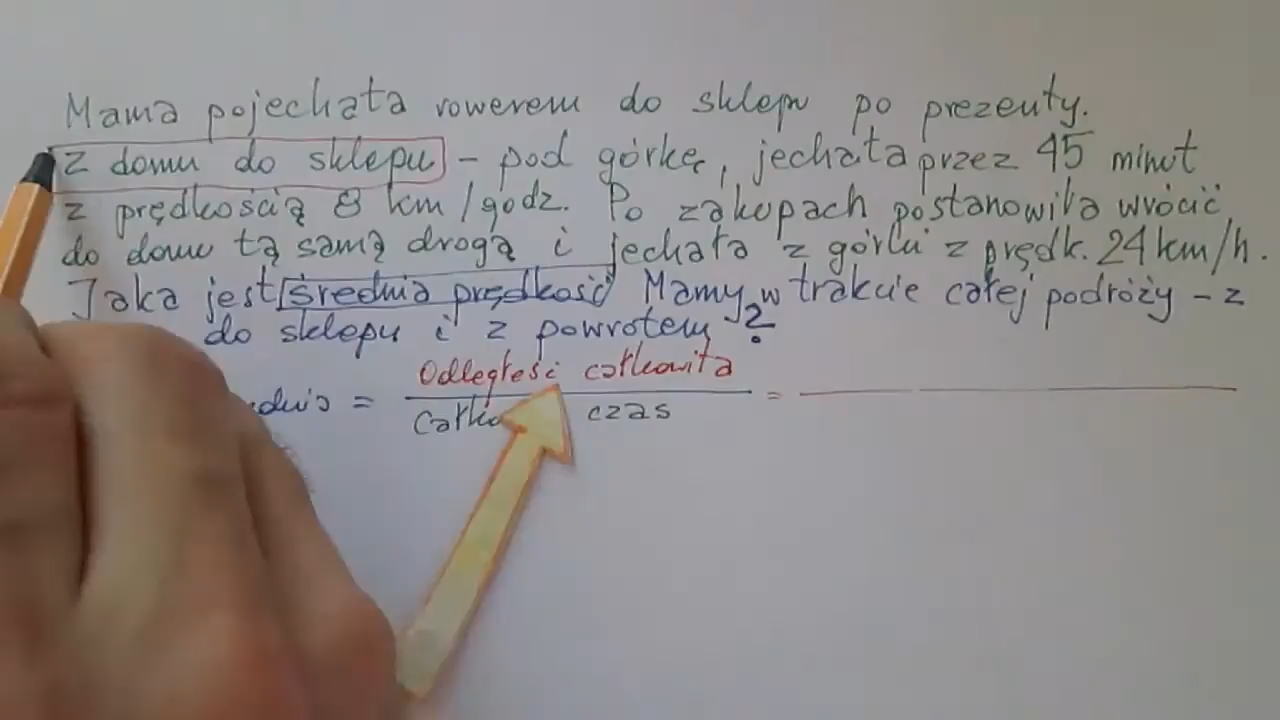 Mama pojechała rowerem do sklepu po prezenty.
Z domu do sklepu - pod górkę, jechała przez 45 minut
z prędkością 8 km/godz. Po zakupach postanowiła wrócić
do domu tą samą drogą i jechała z górki z prędk. 24 km/h.
Jaka jest średnia prędkość Mamy w trakcie całej podróży - z
do sklepu i z powrotem?
Odległość całkowita
= =
czas